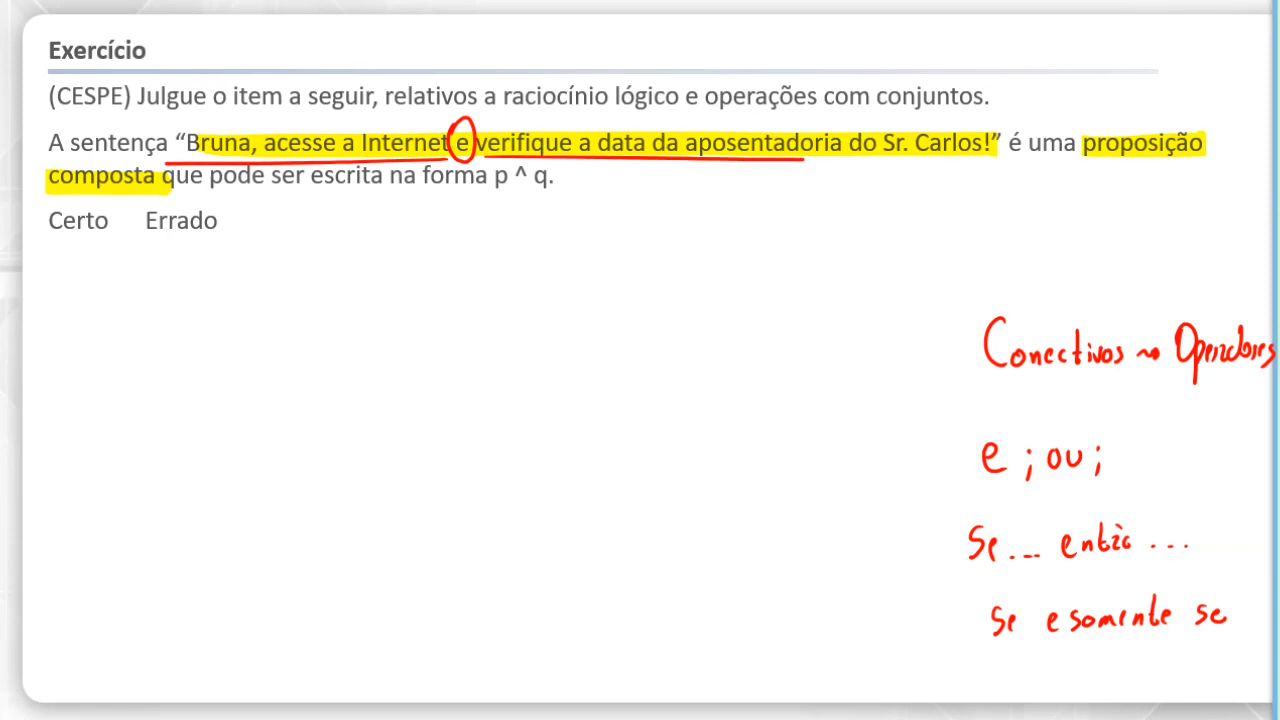 Exercício
(CESPE) Julgue o item a seguir, relativos a raciocínio lógico e operações com conjuntos.
A sentença “Bruna, acesse a Internet e verifique a data da aposentadoria do Sr. Carlos!” é uma proposição
composta que pode ser escrita na forma p ^ q.
Certo Errado
Conectivos ~> Operadores
e ; ou ;
Se ... então ...
Se e somente se